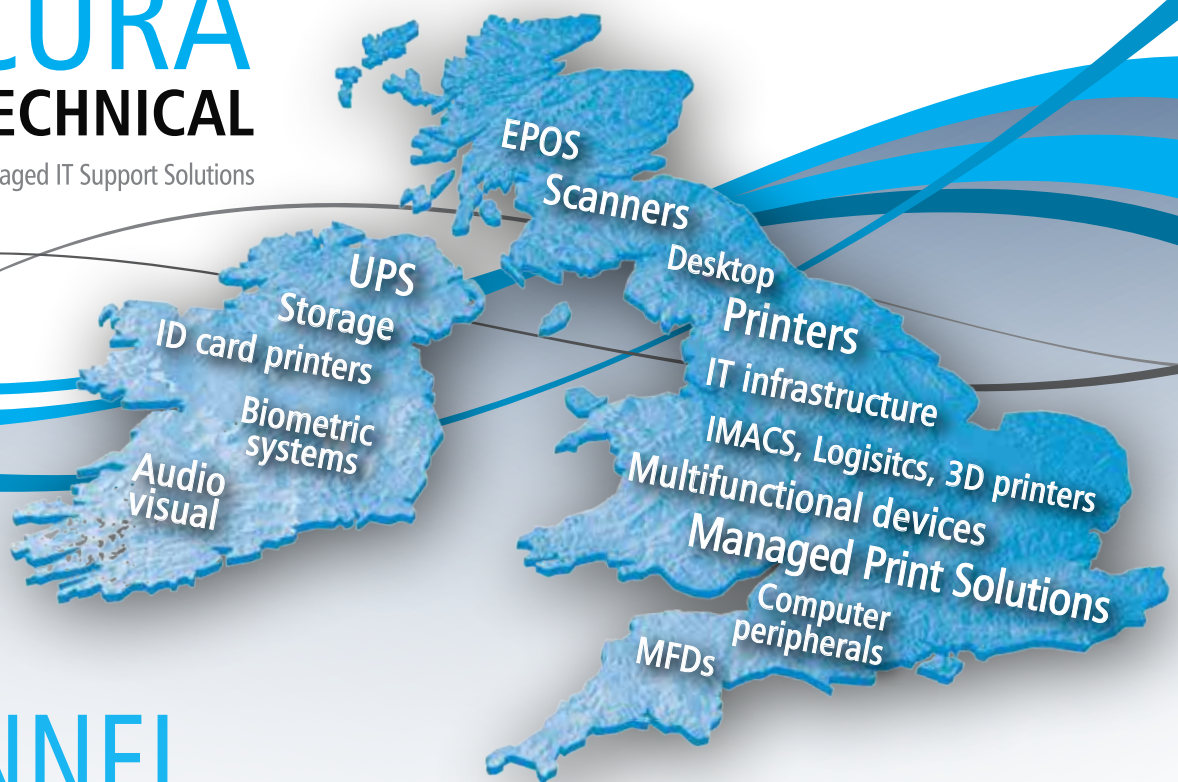 CURA
ECHNICAL
aged IT Support Solutions
EPOS
Scanners
Desktop
Printers
IT infrastructure
IMACS, Logisitcs, 3D printers
Multifunctional devices
Managed Print Solutions
Computer
peripherals
MFDs
UPS
Storage
ID card printers
Biometric
systems
Audio
visual
NNEL